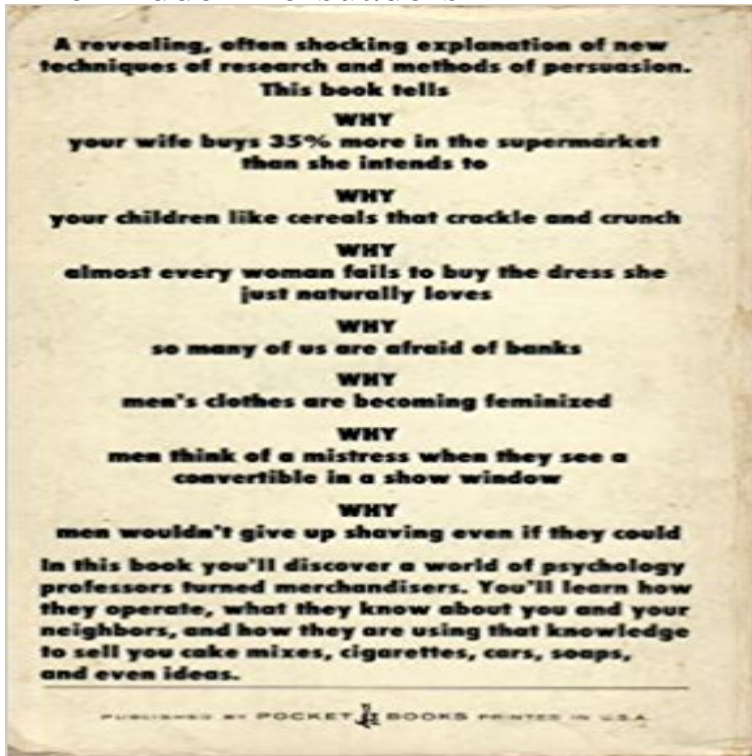 A revealing, often shocking explanation of new
techniques of research and methods of persuasion.
This book tells
WHY
your wife buys 35% more in the supermarket
than she intends to
WHY
your children like cereals that crackle and crunch
WHY
almost every woman fails to buy the dress she
just naturally loves
WHY
so many of us are afraid of banks
WHY
men's clothes are becoming feminized
WHY
men think of a mistress when they see a
convertible in a show window
WHY
men wouldn't give up shaving even if they could
In this book you'll discover a world of psychology
professors turned merchandisers. You'll learn how
they operate, what they know about you and your
neighbors, and how they are using that knowledge
to sell you cake mixes, cigarettes, cars, soaps,
and even ideas.
PUBLISHED BY POCKET BOOKS PRINTED IN U.S.A.